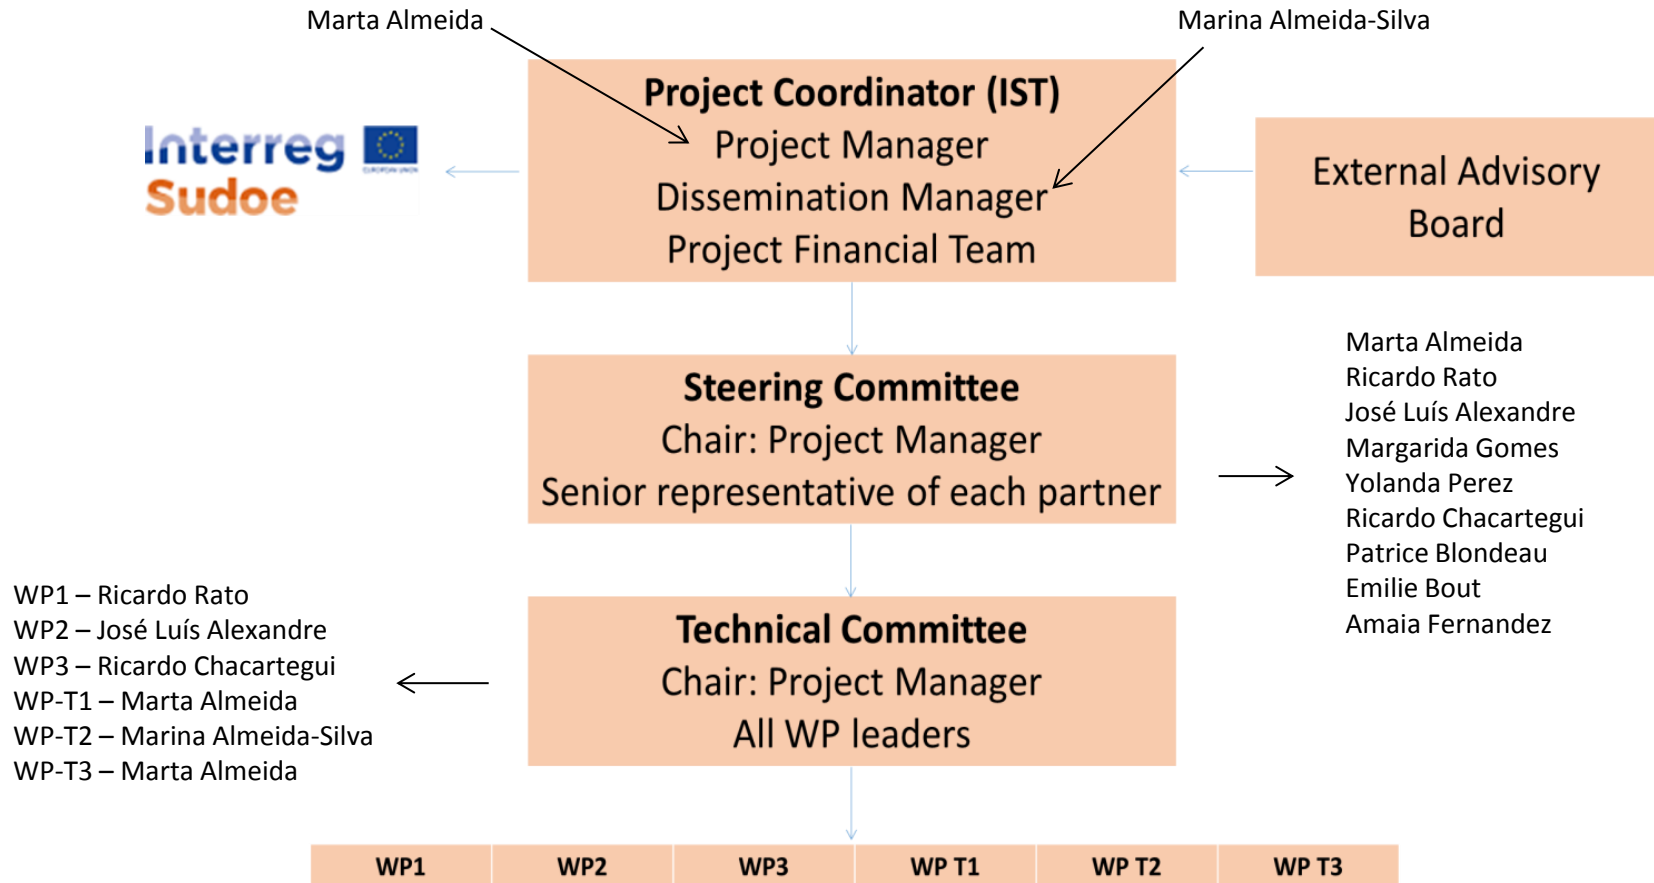 Marta Almeida
Marina Almeida-Silva
Project Coordinator (IST)
Project Manager
Dissemination Manager
Project Financial Team
Interreg
EUROPEAN UNION
Sudoe
External Advisory
Board
Steering Committee
Chair: Project Manager
Senior representative of each partner
Marta Almeida
Ricardo Rato
José Luís Alexandre
Margarida Gomes
Yolanda Perez
Ricardo Chacartegui
Patrice Blondeau
Emilie Bout
Amaia Fernandez
WP1 – Ricardo Rato
WP2 – José Luís Alexandre
WP3 – Ricardo Chacartegui
WP-T1 – Marta Almeida
WP-T2 – Marina Almeida-Silva
WP-T3 – Marta Almeida
Technical Committee
Chair: Project Manager
All WP leaders
WP1 WP2 WP3 WP T1 WP T2 WP T3